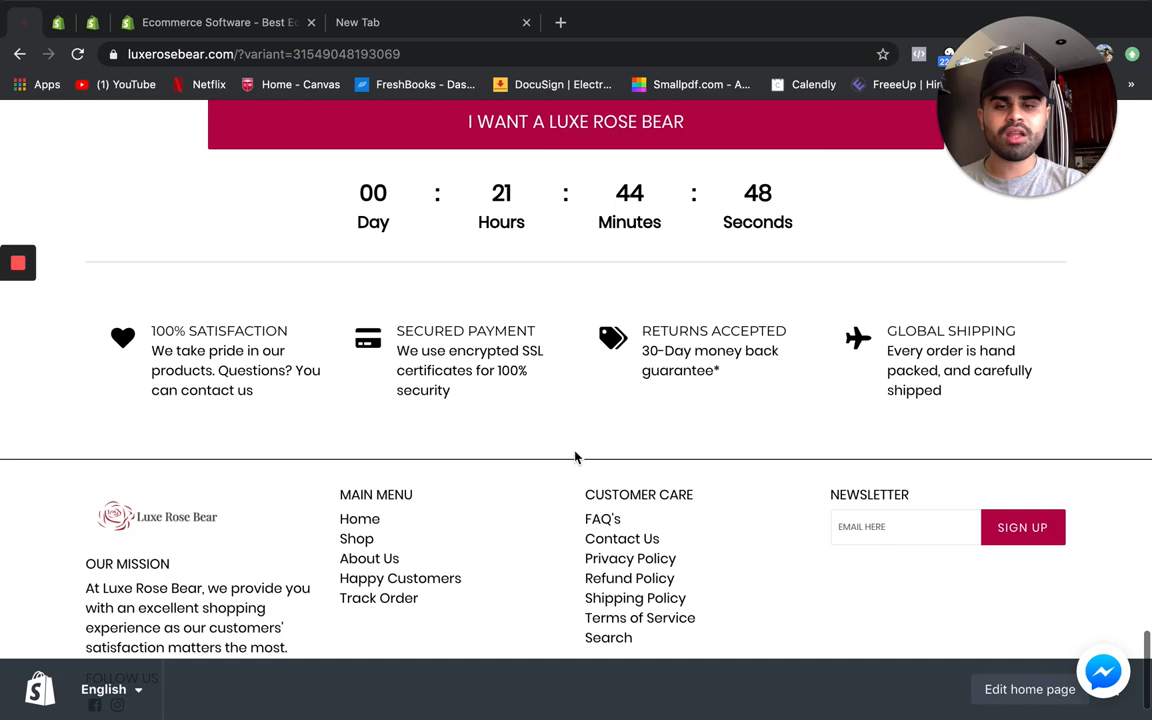 Ecommerce Software - Best Ec
New Tab
luxerosebear.com/?variant=31549048193069
Apps
(1) YouTube
Netflix
Home - Canvas
FreshBooks - Das...
DocuSign | Electr...
Smallpdf.com - A...
Calendly
FreeeUp | Hir
22
I WANT A LUXE ROSE BEAR
00 : 21 : 44 : 48
Day Hours Minutes Seconds
100% SATISFACTION
We take pride in our
products. Questions? You
can contact us
SECURED PAYMENT
We use encrypted SSL
certificates for 100%
security
RETURNS ACCEPTED
30-Day money back
guarantee*
GLOBAL SHIPPING
Every order is hand
packed, and carefully
shipped
Luxe Rose Bear
OUR MISSION
At Luxe Rose Bear, we provide you
with an excellent shopping
experience as our customers'
satisfaction matters the most.
FOLLOW US
MAIN MENU
Home
Shop
About Us
Happy Customers
Track Order
CUSTOMER CARE
FAQ's
Contact Us
Privacy Policy
Refund Policy
Shipping Policy
Terms of Service
Search
NEWSLETTER
EMAIL HERE
SIGN UP
English
Edit home page